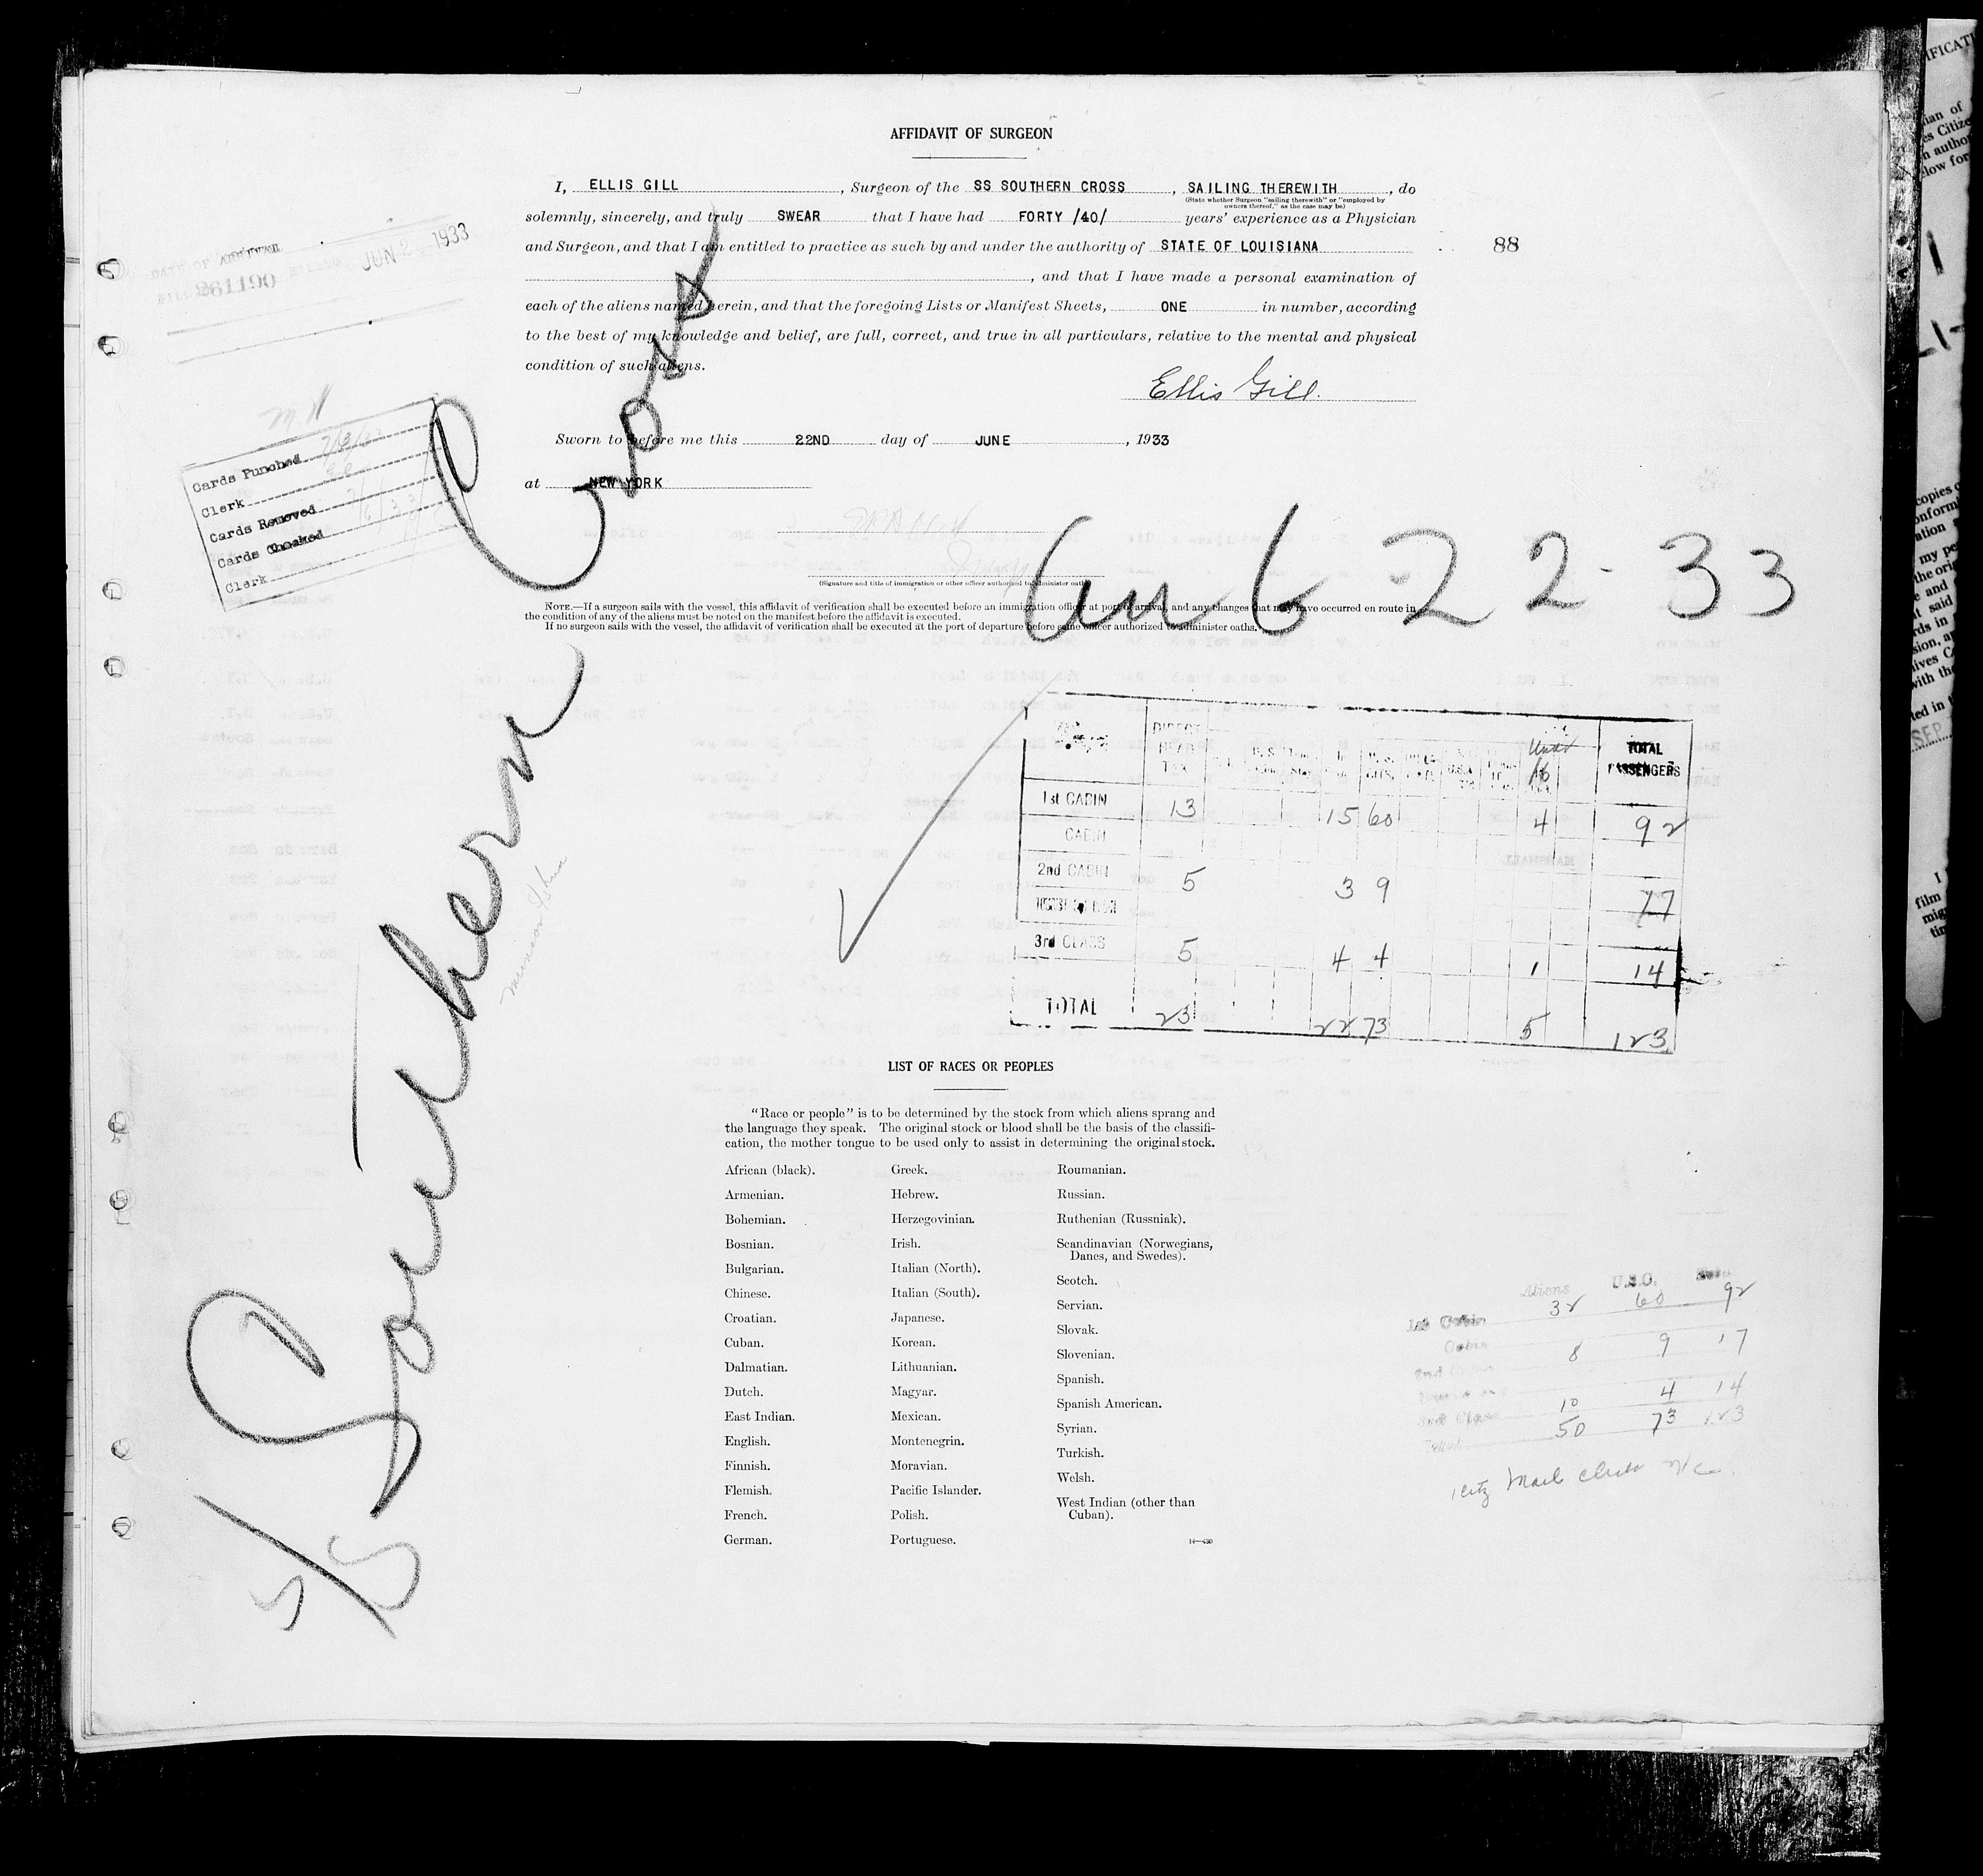 AFFIDAVIT OF SURGEON
I, ELLIS GILL, Surgeon of the SS SOUTHERN CROSS, SAILING THEREWITH, do
(State whether Surgeon "sailing therewith" or "employed by
owners thereof," as the case may be)
solemnly, sincerely, and truly SWEAR that I have had FORTY /40/ years' experience as a Physician
and Surgeon, and that I am entitled to practice as such by and under the authority of STATE OF LOUISIANA
88
, and that I have made a personal examination of
each of the aliens named herein, and that the foregoing Lists or Manifest Sheets, ONE in number, according
to the best of my knowledge and belief, are full, correct, and true in all particulars, relative to the mental and physical
condition of such aliens.
Ellis Gill.
Sworn to before me this 22ND day of JUNE, 1933
at NEW YORK
(Signature and title of immigration or other officer authorized to administer oaths)
NOTE.—If a surgeon sails with the vessel, this affidavit of verification shall be executed before an immigration officer at port of arrival, and any changes that may have occurred en route in
the condition of any of the aliens must be noted on the manifest before the affidavit is executed.
If no surgeon sails with the vessel, the affidavit of verification shall be executed at the port of departure before some officer authorized to administer oaths.
DATE OF JUN 2 1933
261190
Cards Punched
Clerk
Cards Removed
Cards Checked
Clerk
S/S Southern Cross
6 22-33
DIRECT Under 16 TOTAL PASSENGERS
1st CABIN 13 15 60 4 92
CABIN
2nd CABIN 5 3 9 17
3rd CLASS 5 4 4 1 14
TOTAL 23 22 73 5 123
LIST OF RACES OR PEOPLES
"Race or people" is to be determined by the stock from which aliens sprang and
the language they speak. The original stock or blood shall be the basis of the classifi-
cation, the mother tongue to be used only to assist in determining the original stock.
African (black).
Armenian.
Bohemian.
Bosnian.
Bulgarian.
Chinese.
Croatian.
Cuban.
Dalmatian.
Dutch.
East Indian.
English.
Finnish.
Flemish.
French.
German.
Greek.
Hebrew.
Herzegovinian.
Irish.
Italian (North).
Italian (South).
Japanese.
Korean.
Lithuanian.
Magyar.
Mexican.
Montenegrin.
Moravian.
Pacific Islander.
Polish.
Portuguese.
Roumanian.
Russian.
Ruthenian (Russniak).
Scandinavian (Norwegians,
Danes, and Swedes).
Scotch.
Servian.
Slovak.
Slovenian.
Spanish.
Spanish American.
Syrian.
Turkish.
Welsh.
West Indian (other than
Cuban).
Aliens U.S.C.
1st Cabin 32 60 92
Cabin 8 9 17
10 4 14
50 73 123